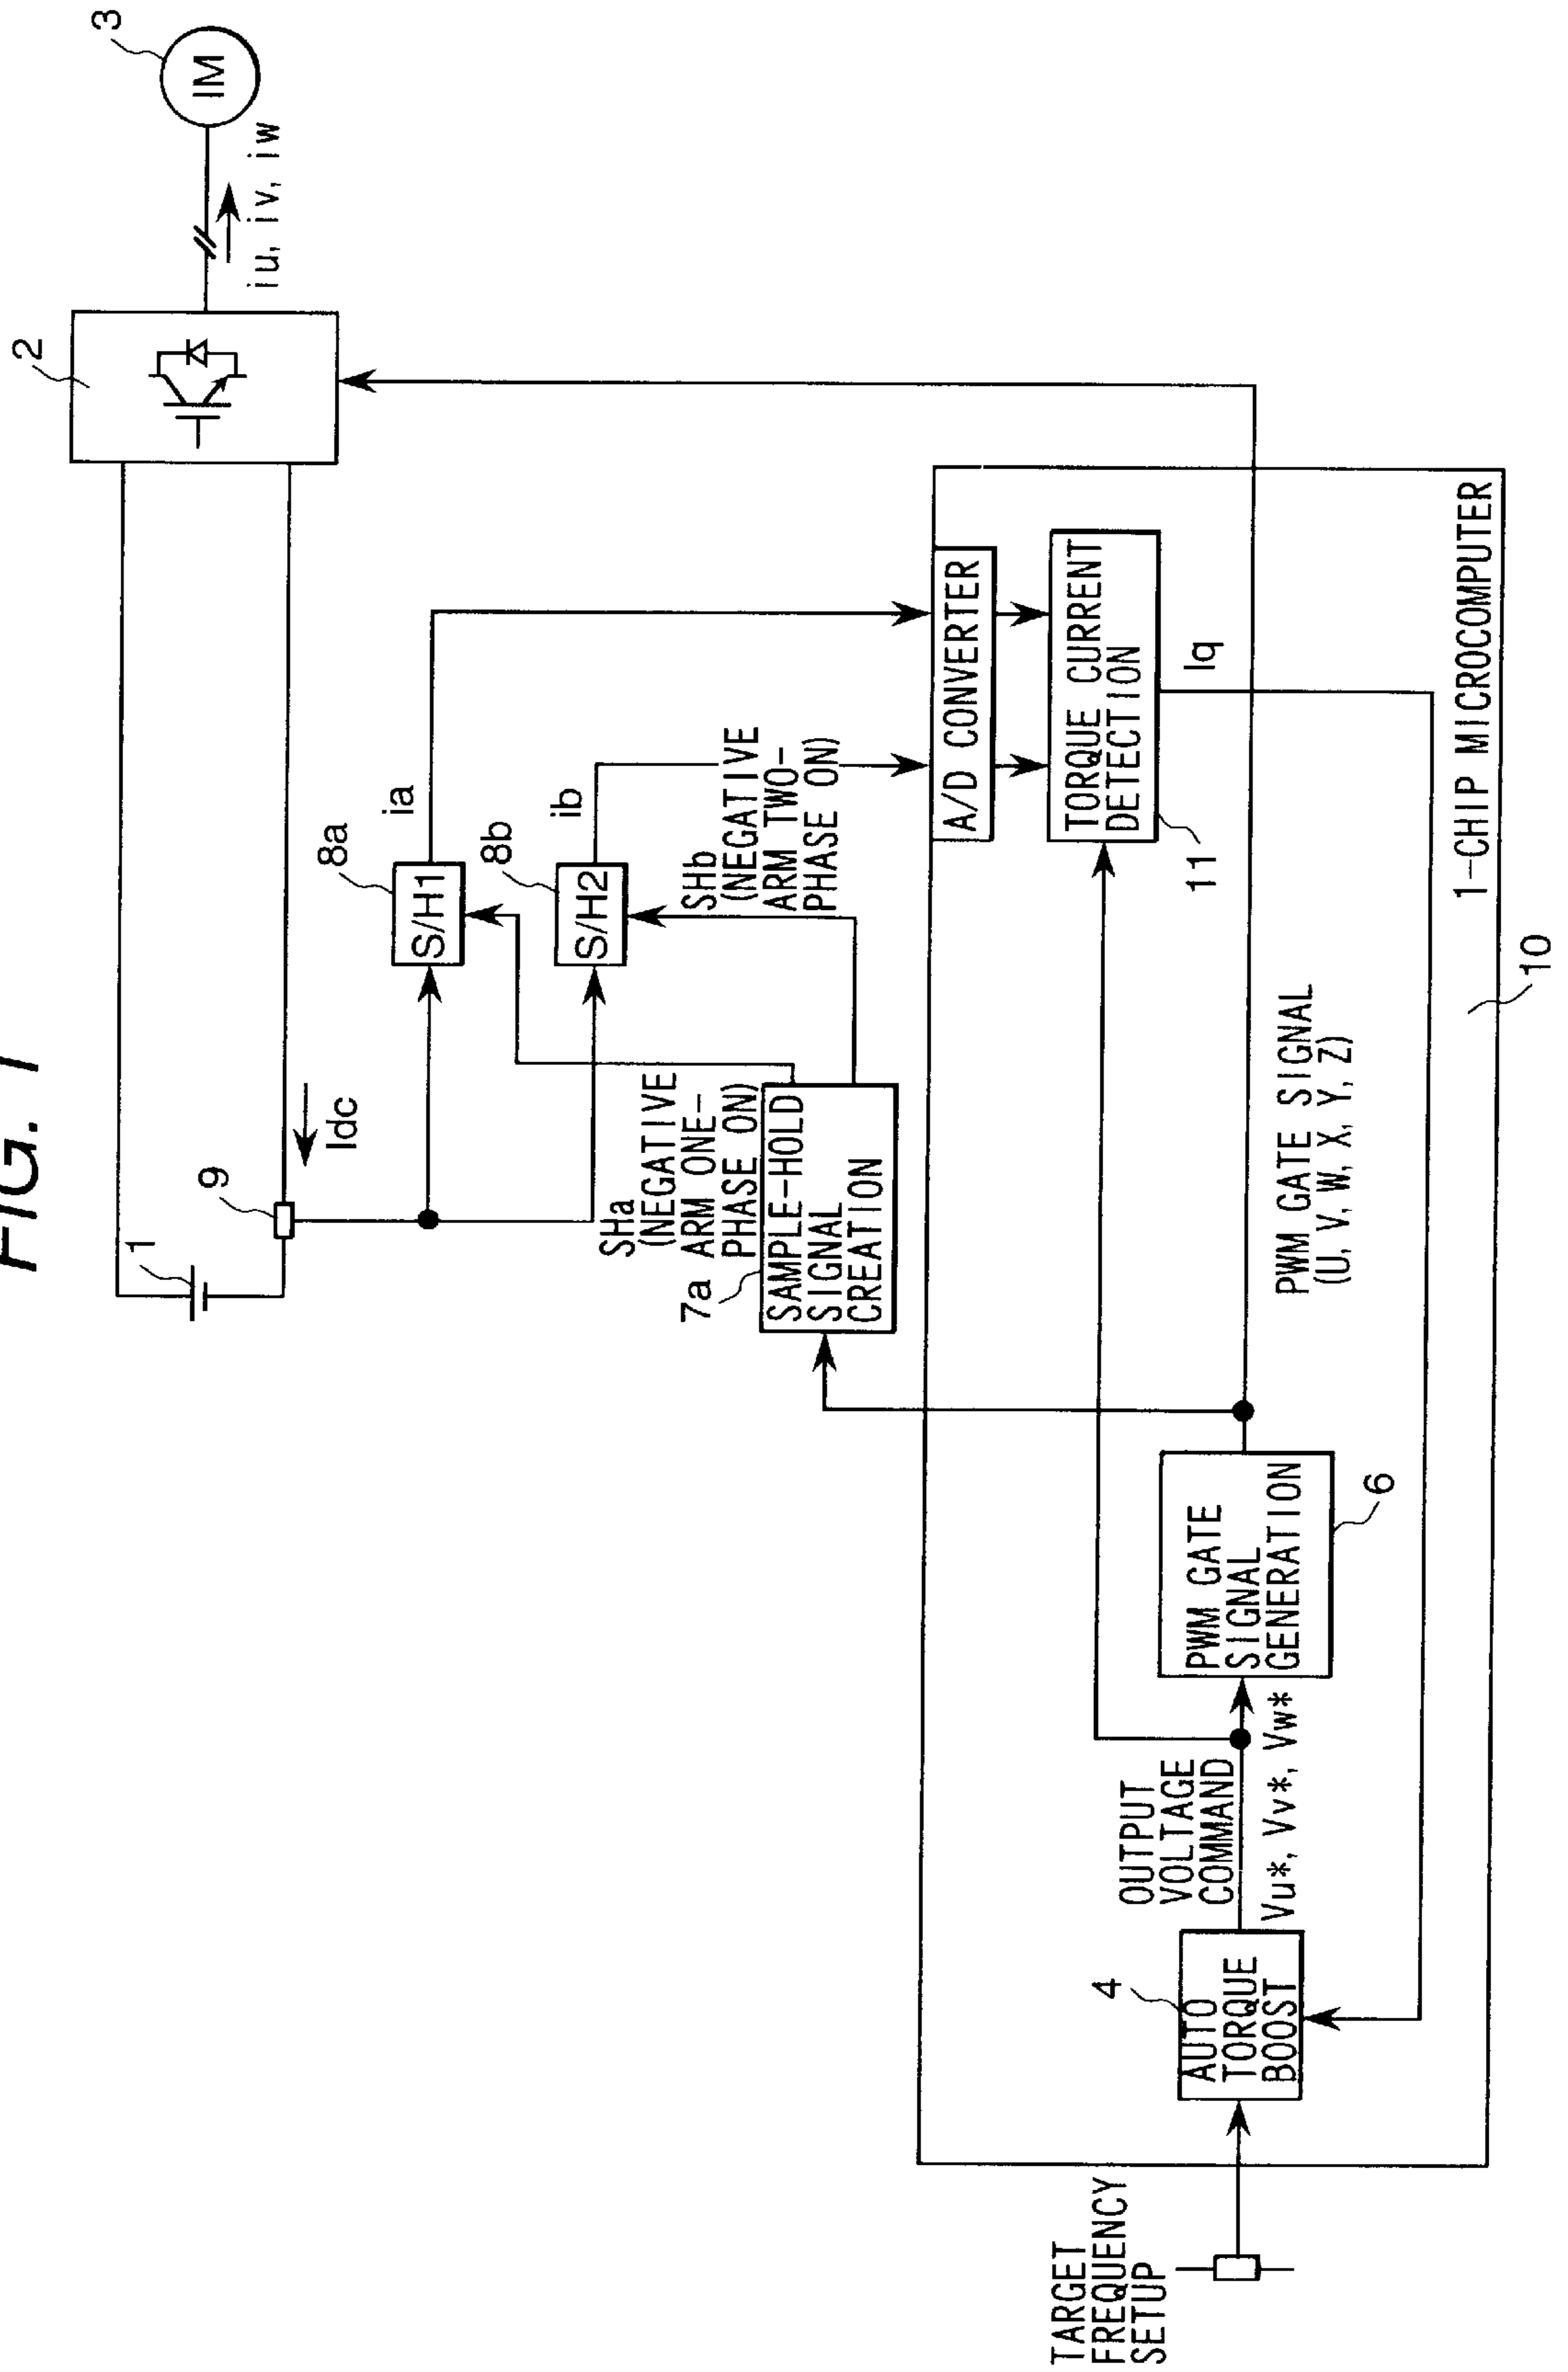 FIG. 1
1
9
Idc
2
iu, iv, iw
3
IM
8a
S/H1
ia
8b
S/H2
ib
SHa
(NEGATIVE
ARM ONE-
PHASE ON)
SHb
(NEGATIVE
ARM TWO-
PHASE ON)
7a
SAMPLE-HOLD
SIGNAL
CREATION
A/D CONVERTER
TORQUE CURRENT
DETECTION
11
Iq
TARGET
FREQUENCY
SETUP
4
AUTO
TORQUE
BOOST
OUTPUT
VOLTAGE
COMMAND
Vu*, Vv*, Vw*
PWM GATE
SIGNAL
GENERATION
6
PWM GATE SIGNAL
(U, V, W, X, Y, Z)
1-CHIP MICROCOMPUTER
10